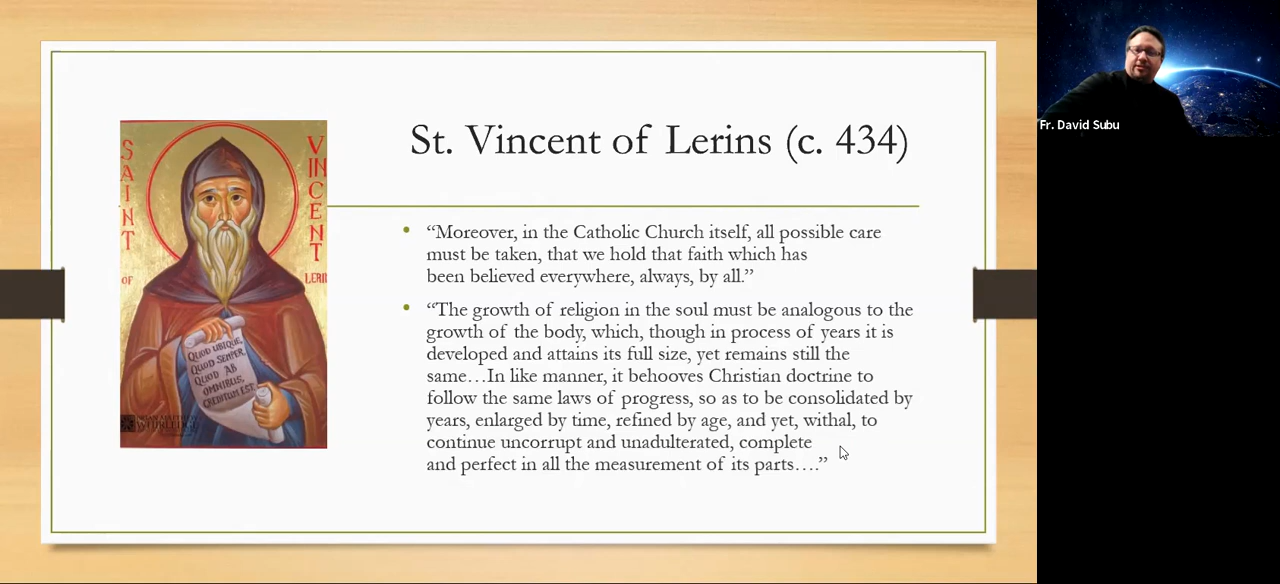 St. Vincent of Lerins (c. 434)
SAINT
OF
VINCENT
LERIN
QUOD UBIQUE,
QUOD SEMPER,
QUOD AB
OMNIBUS,
CREDITUM EST.
• “Moreover, in the Catholic Church itself, all possible care
must be taken, that we hold that faith which has
been believed everywhere, always, by all.”
• “The growth of religion in the soul must be analogous to the
growth of the body, which, though in process of years it is
developed and attains its full size, yet remains still the
same…In like manner, it behooves Christian doctrine to
follow the same laws of progress, so as to be consolidated by
years, enlarged by time, refined by age, and yet, withal, to
continue uncorrupt and unadulterated, complete
and perfect in all the measurement of its parts….”
Fr. David Subu